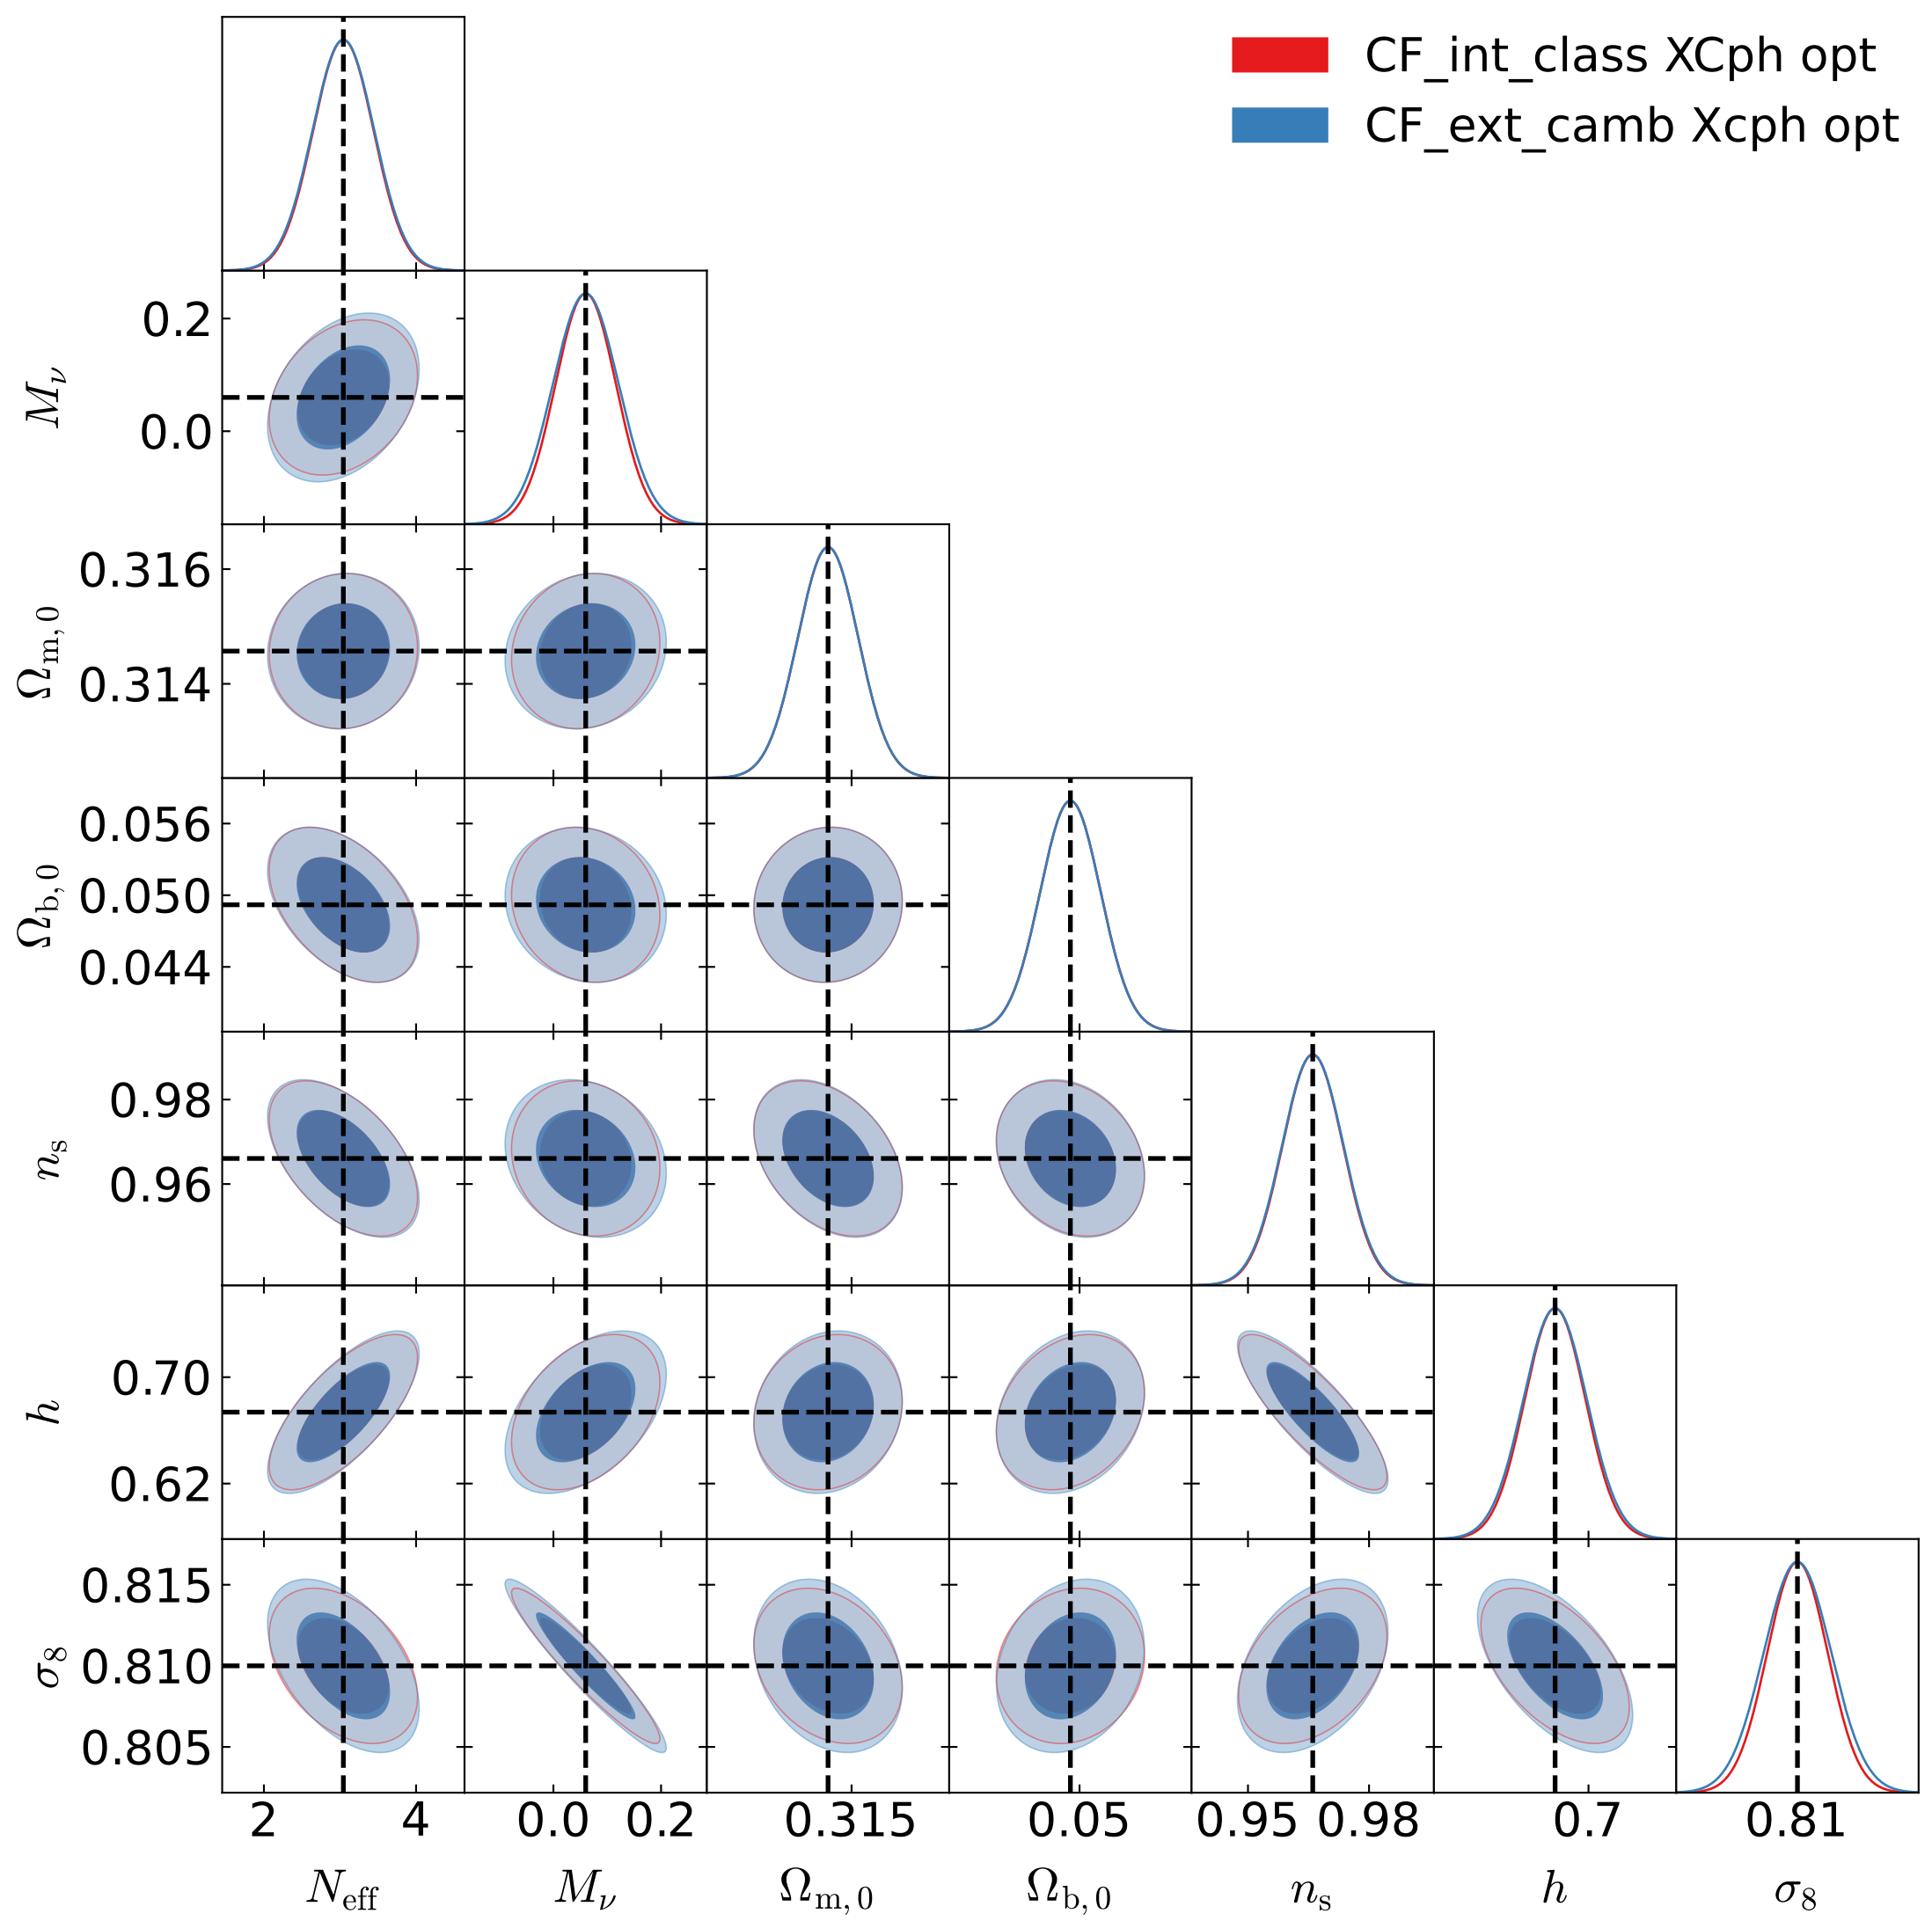 CF_int_class XCph opt
CF_ext_camb Xcph opt
0.2
0.0
M_ν
0.316
0.314
Ω_m,0
0.056
0.050
0.044
Ω_b,0
0.98
0.96
n_s
0.70
0.62
h
0.815
0.810
0.805
σ_8
2 4 0.0 0.2 0.315 0.05 0.95 0.98 0.7 0.81
N_eff M_ν Ω_m,0 Ω_b,0 n_s h σ_8